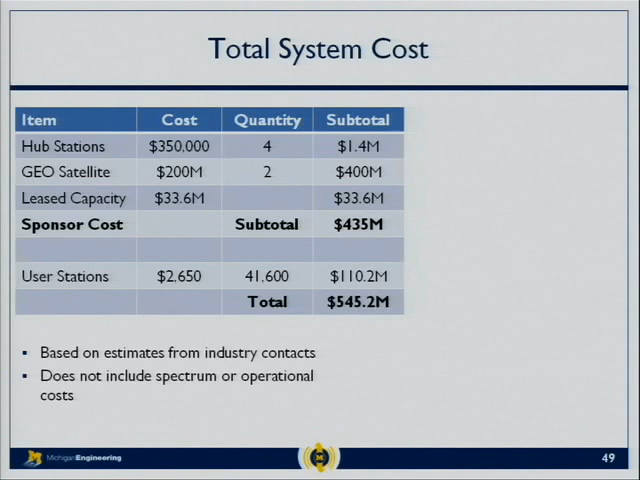 Total System Cost
Item Cost Quantity Subtotal
Hub Stations $350,000 4 $1.4M
GEO Satellite $200M 2 $400M
Leased Capacity $33.6M $33.6M
Sponsor Cost Subtotal $435M
User Stations $2,650 41,600 $110.2M
Total $545.2M
▪ Based on estimates from industry contacts
▪ Does not include spectrum or operational
costs
MichiganEngineering
M
49